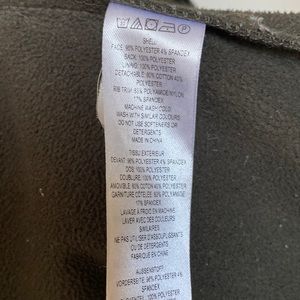 SHELL
FACE: 96% POLYESTER 4% SPANDEX
BACK: 100% POLYESTER
LINING: 100% POLYESTER
DETACHABLE: 60% COTTON 40%
POLYESTER
RIB TRIM: 83% POLYAMIDE/NYLON
17% SPANDEX
MACHINE WASH COLD
WASH WITH SIMILAR COLOURS
DO NOT USE SOFTENERS OR
DETERGENTS
MADE IN CHINA
TISSU EXTERIEUR
DEVANT: 96% POLYESTER 4% SPANDEX
DOS: 100% POLYESTER
DOUBLURE: 100% POLYESTER
AMOVIBLE: 60% COTON 40% POLYESTER
GARNITURE CÔTELÉE: 83% POLYAMIDE
17% SPANDEX
LAVAGE A FROID EN MACHINE
LAVER AVEC DES COULEURS
SIMILAIRES
NE PAS UTILISER D'ASSOUPLISSANTS
OU DE DÉTERGENTS
FABRIQUÉ EN CHINE
AUSSENSTOFF
VORDERSEITE: 96% POLYESTER 4%
SPANDEX
100% POLYESTER